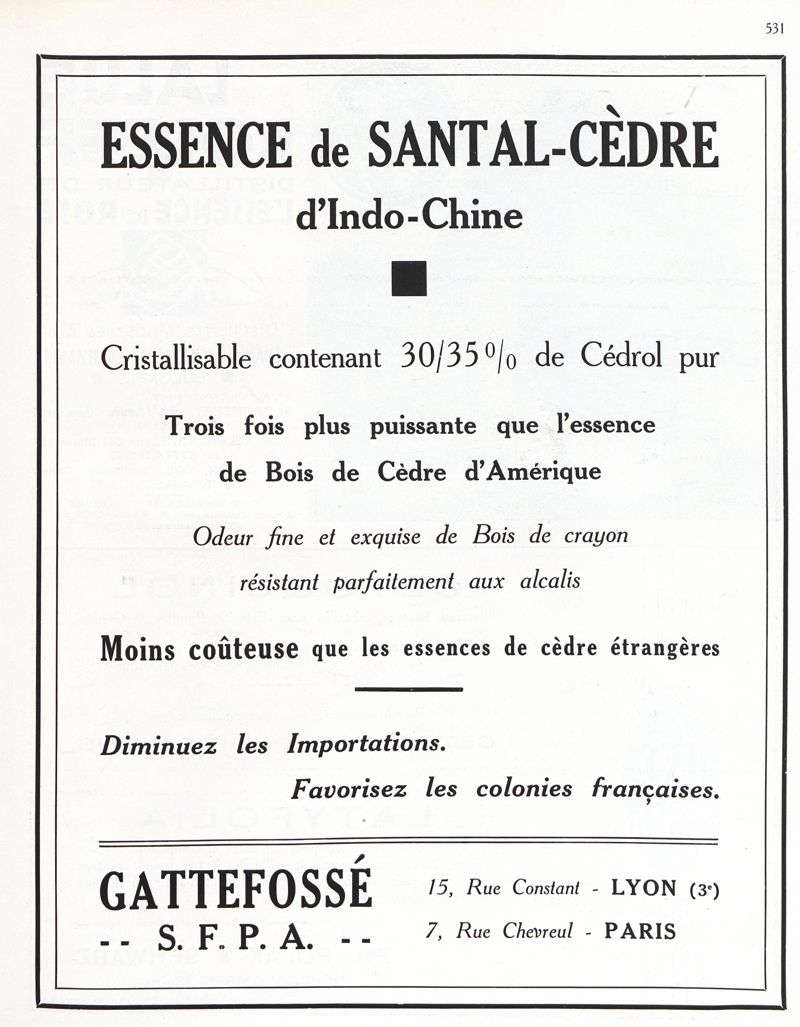 531
ESSENCE de SANTAL-CÈDRE
d'Indo-Chine
Cristallisable contenant 30/35 % de Cédrol pur
Trois fois plus puissante que l'essence
de Bois de Cèdre d'Amérique
Odeur fine et exquise de Bois de crayon
résistant parfaitement aux alcalis
Moins coûteuse que les essences de cèdre étrangères
Diminuez les Importations.
Favorisez les colonies françaises.
GATTEFOSSÉ
-- S. F. P. A. --
15, Rue Constant - LYON (3e)
7, Rue Chevreul - PARIS